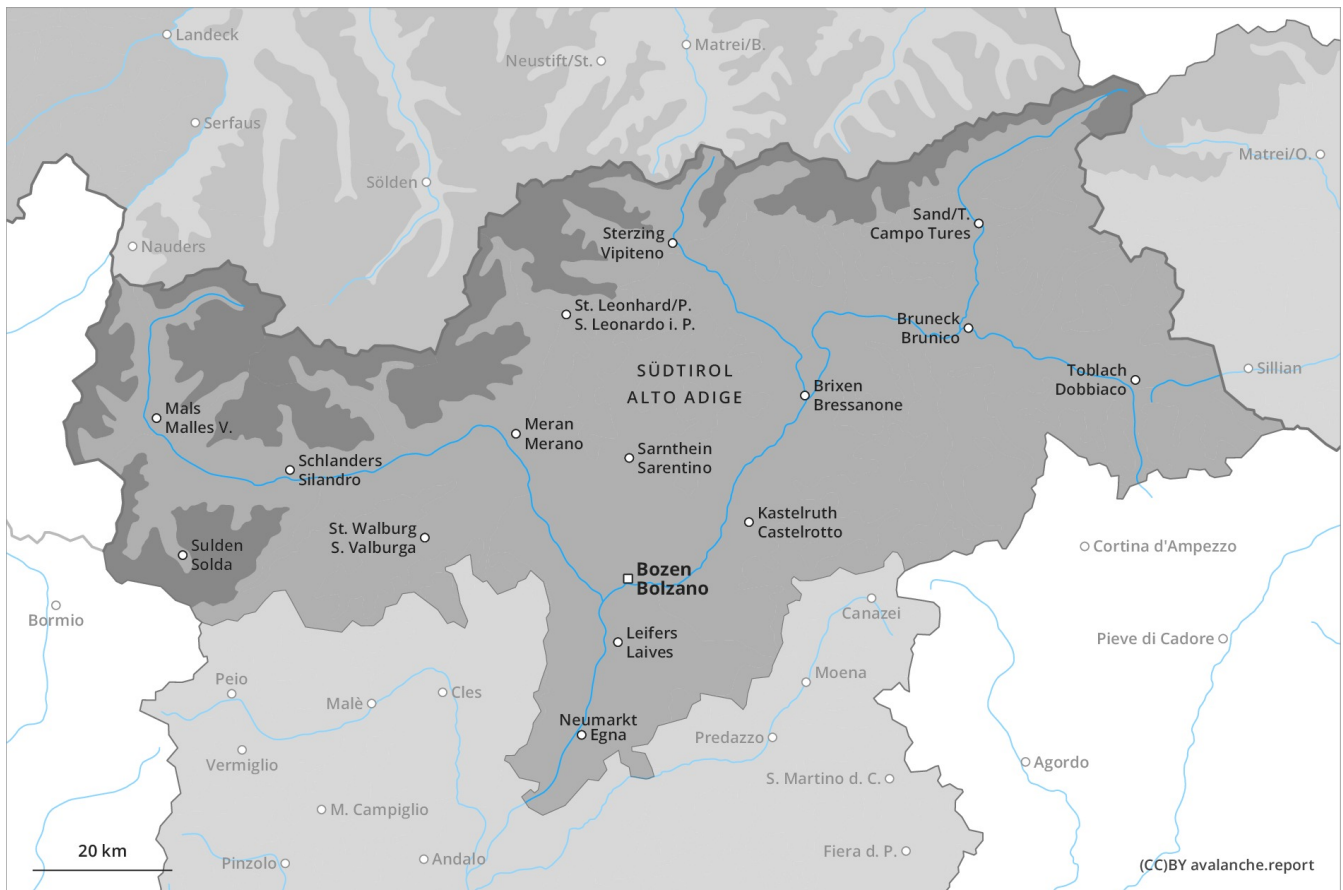 Landeck
Matrei/B.
Neustift/St.
Serfaus
Matrei/O.
Sölden
Nauders
Sand/T.
Campo Tures
Sterzing
Vipiteno
St. Leonhard/P.
S. Leonardo i. P.
Bruneck
Brunico
SÜDTIROL
ALTO ADIGE
Toblach
Dobbiaco
Sillian
Brixen
Bressanone
Mals
Malles V.
Meran
Merano
Sarnthein
Sarentino
Schlanders
Silandro
Kastelruth
Castelrotto
St. Walburg
S. Valburga
Sulden
Solda
Cortina d'Ampezzo
Bozen
Bolzano
Bormio
Canazei
Leifers
Laives
Pieve di Cadore
Peio
Moena
Malè
Cles
Neumarkt
Egna
Predazzo
Vermiglio
Agordo
S. Martino d. C.
M. Campiglio
20 km
Pinzolo
Andalo
Fiera d. P.
(CC)BY avalanche.report